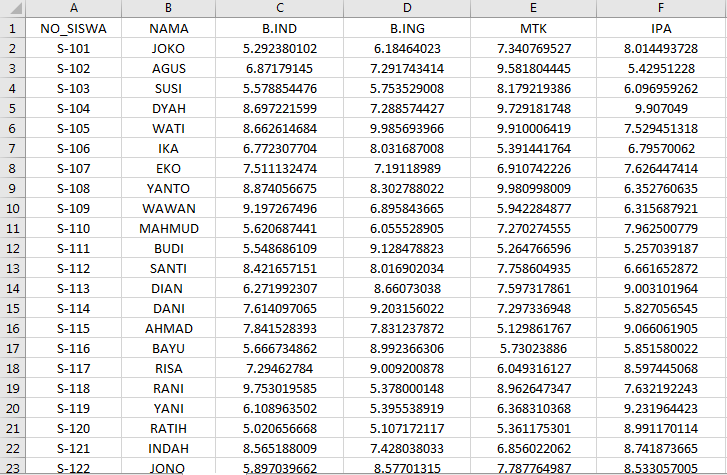 A B C D E F
1 NO_SISWA NAMA B.IND B.ING MTK IPA
2 S-101 JOKO 5.292380102 6.18464023 7.340769527 8.014493728
3 S-102 AGUS 6.87179145 7.291743414 9.581804445 5.42951228
4 S-103 SUSI 5.578854476 5.753529008 8.179219386 6.096959262
5 S-104 DYAH 8.697221599 7.288574427 9.729181748 9.907049
6 S-105 WATI 8.662614684 9.985693966 9.910006419 7.529451318
7 S-106 IKA 6.772307704 8.031687008 5.391441764 6.79570062
8 S-107 EKO 7.511132474 7.19118989 6.910742226 7.626447414
9 S-108 YANTO 8.874056675 8.302788022 9.980998009 6.352760635
10 S-109 WAWAN 9.197267496 6.895843665 5.942284877 6.315687921
11 S-110 MAHMUD 5.620687441 6.055528905 7.270274555 7.962500779
12 S-111 BUDI 5.548686109 9.128478823 5.264766596 5.257039187
13 S-112 SANTI 8.421657151 8.016902034 7.758604935 6.661652872
14 S-113 DIAN 6.271992307 8.66073038 7.597317861 9.003101964
15 S-114 DANI 7.614097065 9.203156022 7.297336948 5.827056545
16 S-115 AHMAD 7.841528393 7.831237872 5.129861767 9.066061905
17 S-116 BAYU 5.666734862 8.992366306 5.73023886 5.851580022
18 S-117 RISA 7.29462784 9.009200878 6.049316127 8.597445068
19 S-118 RANI 9.753019585 5.378000148 8.962647347 7.632192243
20 S-119 YANI 6.108963502 5.395538919 6.368310368 9.231964423
21 S-120 RATIH 5.020656668 5.107172117 5.361175301 8.991170114
22 S-121 INDAH 8.565188009 7.428038033 6.856022062 8.741873665
23 S-122 JONO 5.897039662 8.57701315 7.787764987 8.533057005